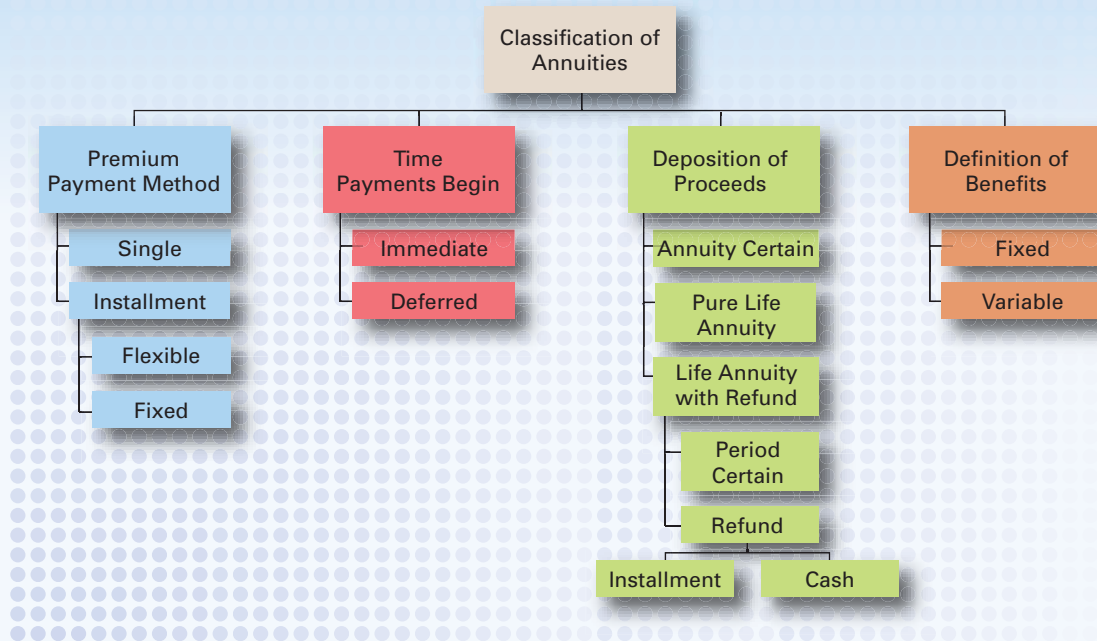 Classification of
Annuities
Premium
Payment Method
Single
Installment
Flexible
Fixed
Time
Payments Begin
Immediate
Deferred
Deposition of
Proceeds
Annuity Certain
Pure Life
Annuity
Life Annuity
with Refund
Period
Certain
Refund
Installment
Cash
Definition of
Benefits
Fixed
Variable